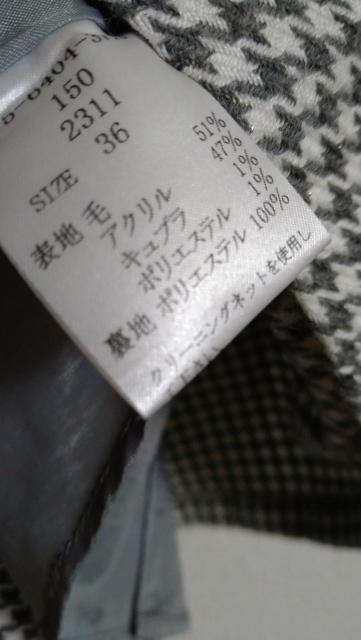 150
2311
SIZE 36
表地 毛 51%
アクリル 47%
キュプラ 1%
ポリエステル 1%
裏地 ポリエステル 100%
クリーニングネットを使用し